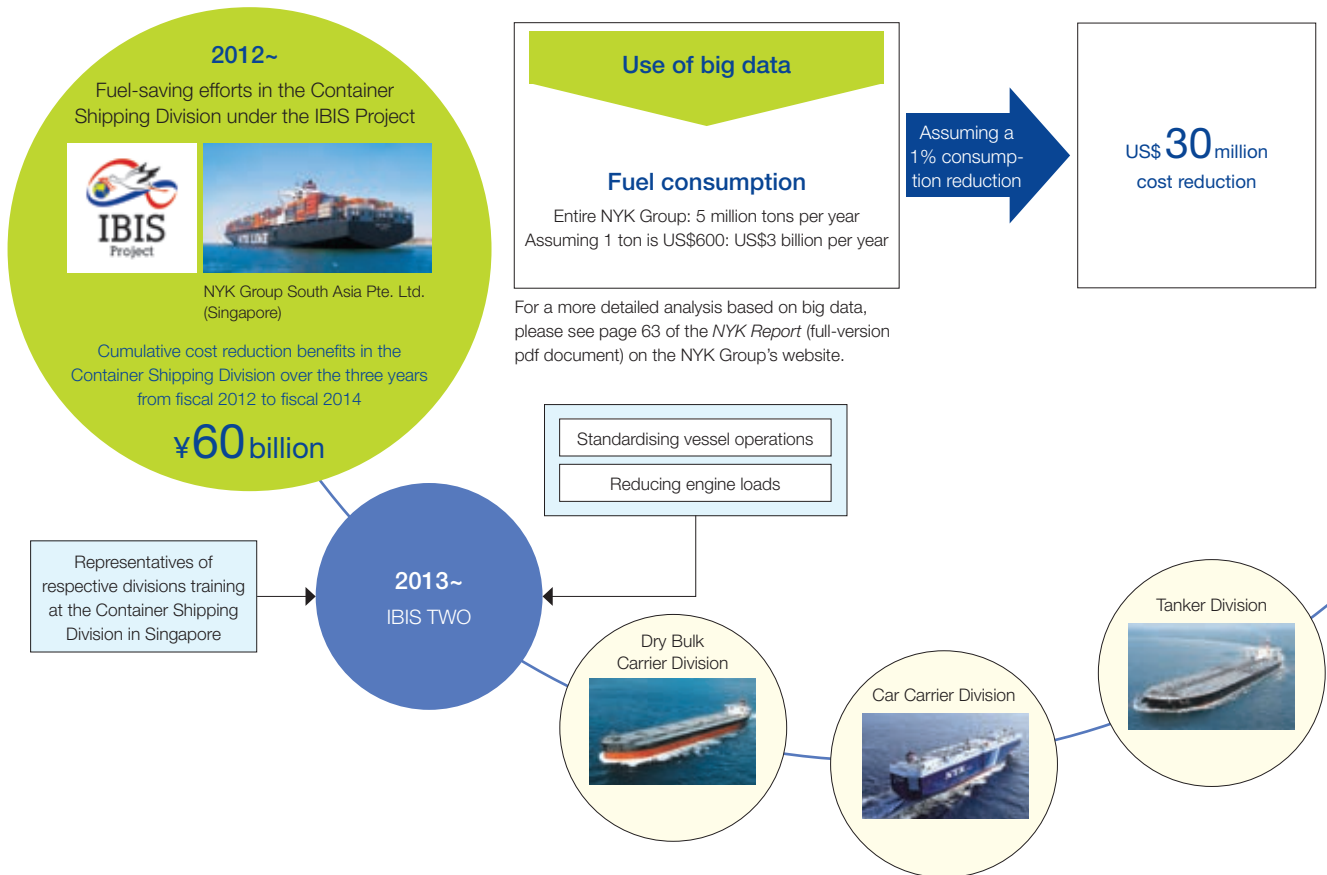 2012~
Fuel-saving efforts in the Container
Shipping Division under the IBIS Project
IBIS
Project
NYK LINE
NYK Group South Asia Pte. Ltd.
(Singapore)
Cumulative cost reduction benefits in the
Container Shipping Division over the three years
from fiscal 2012 to fiscal 2014
¥60 billion
Use of big data
Fuel consumption
Entire NYK Group: 5 million tons per year
Assuming 1 ton is US$600: US$3 billion per year
Assuming a
1% consump-
tion reduction
US$ 30 million
cost reduction
For a more detailed analysis based on big data,
please see page 63 of the NYK Report (full-version
pdf document) on the NYK Group’s website.
Standardising vessel operations
Reducing engine loads
Representatives of
respective divisions training
at the Container Shipping
Division in Singapore
2013~
IBIS TWO
Dry Bulk
Carrier Division
Car Carrier Division
NYK
Tanker Division